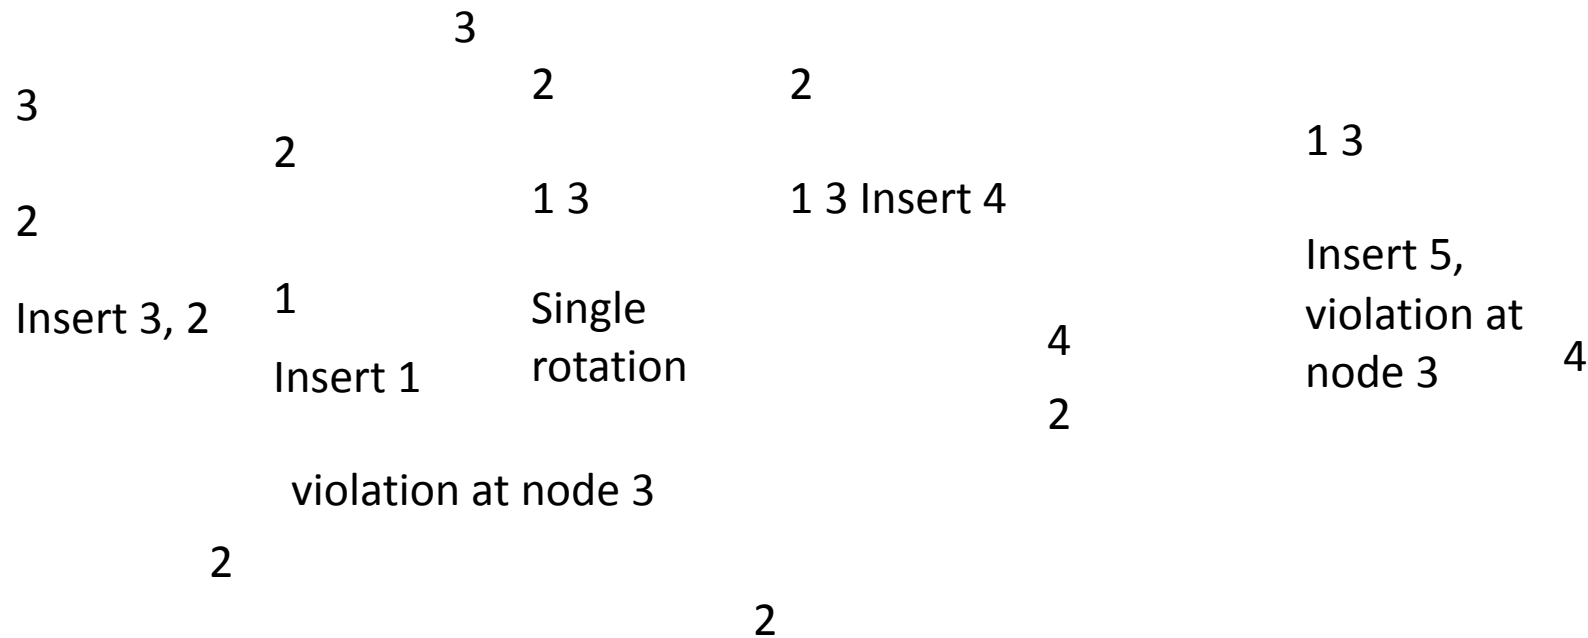 3
3
2
Insert 3, 2
2
1
Insert 1
violation at node 3
2
1 3
Single
rotation
2
1 3 Insert 4
4
2
1 3
Insert 5,
violation at
node 3
4
2
2